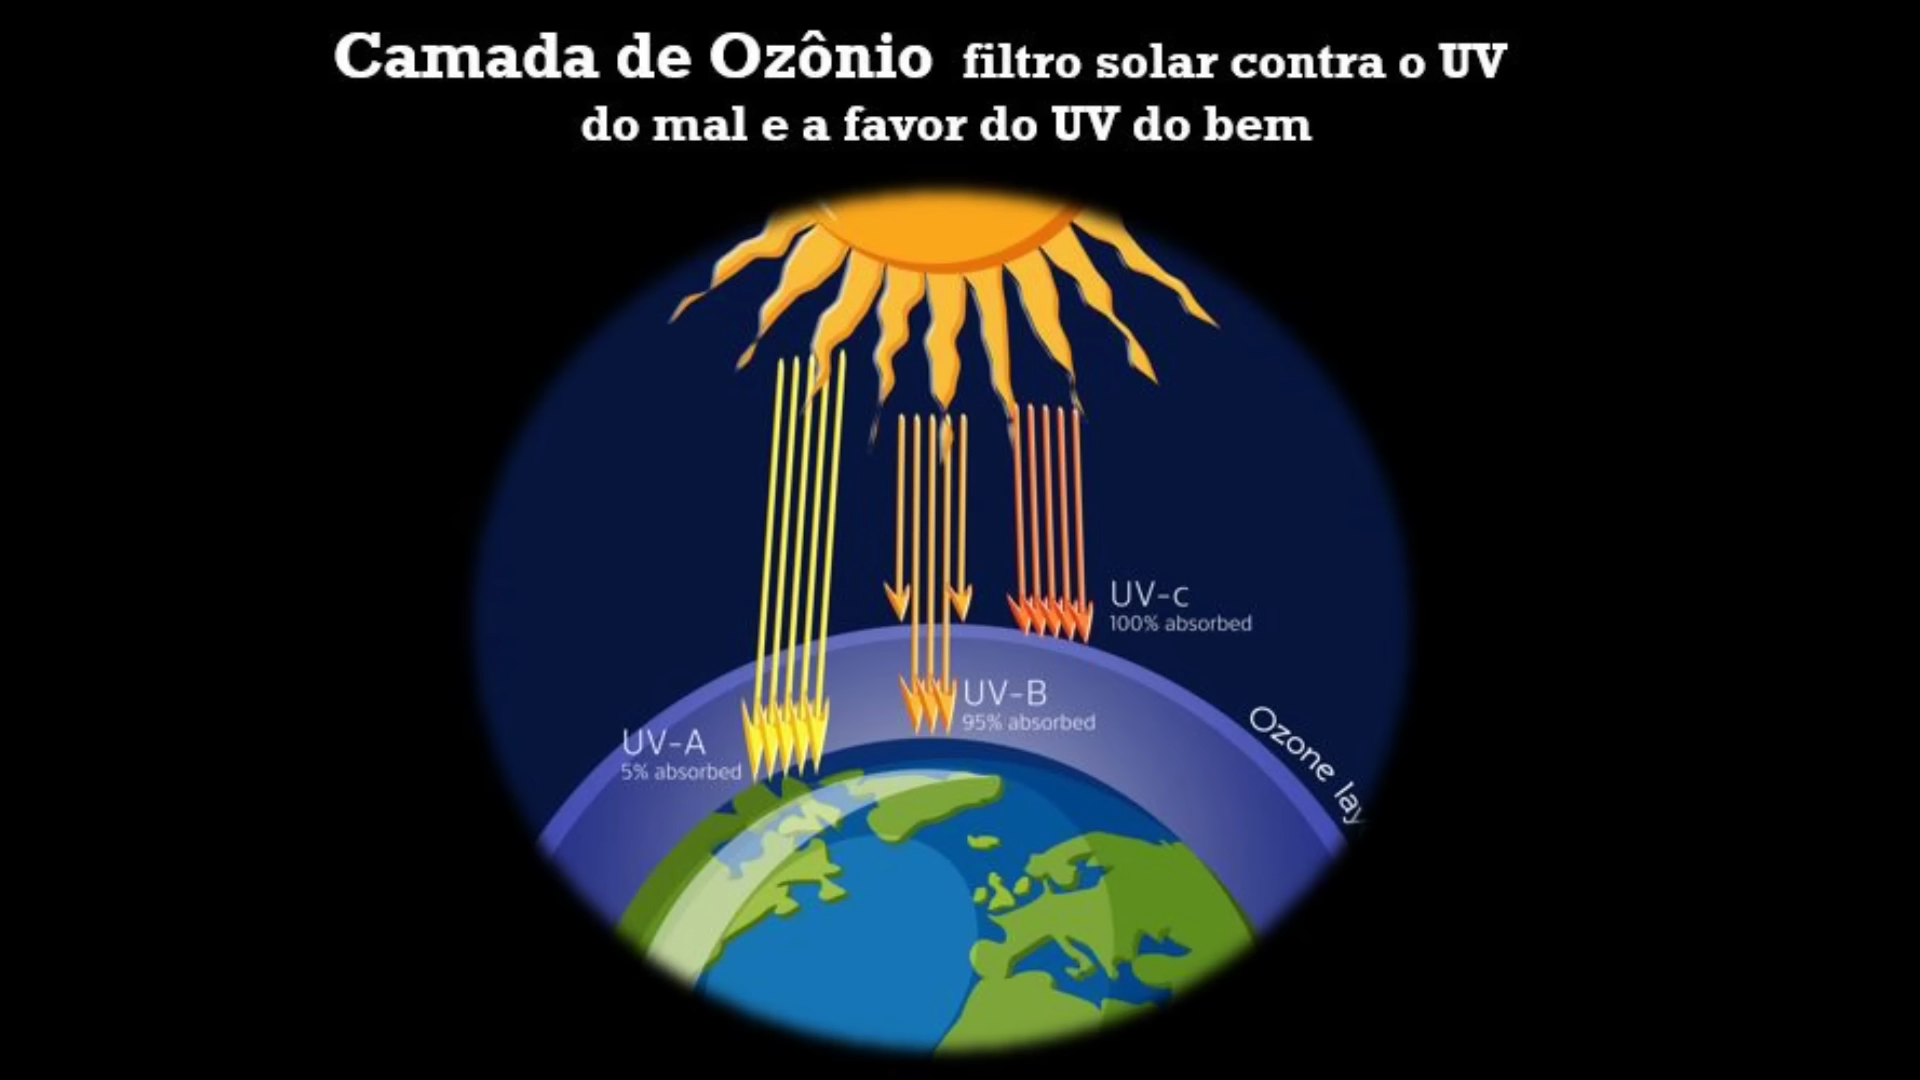 Camada de Ozônio filtro solar contra o UV
do mal e a favor do UV do bem
UV-c
100% absorbed
UV-B
95% absorbed
UV-A
5% absorbed
Ozone lay